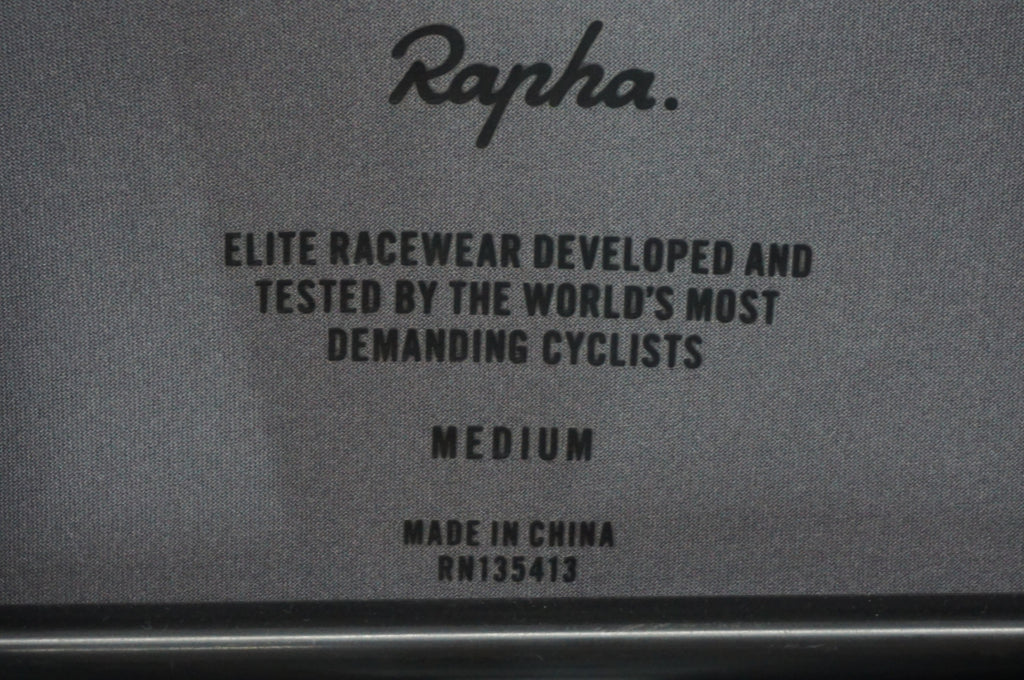 Rapha.
ELITE RACEWEAR DEVELOPED AND
TESTED BY THE WORLD'S MOST
DEMANDING CYCLISTS
MEDIUM
MADE IN CHINA
RN135413